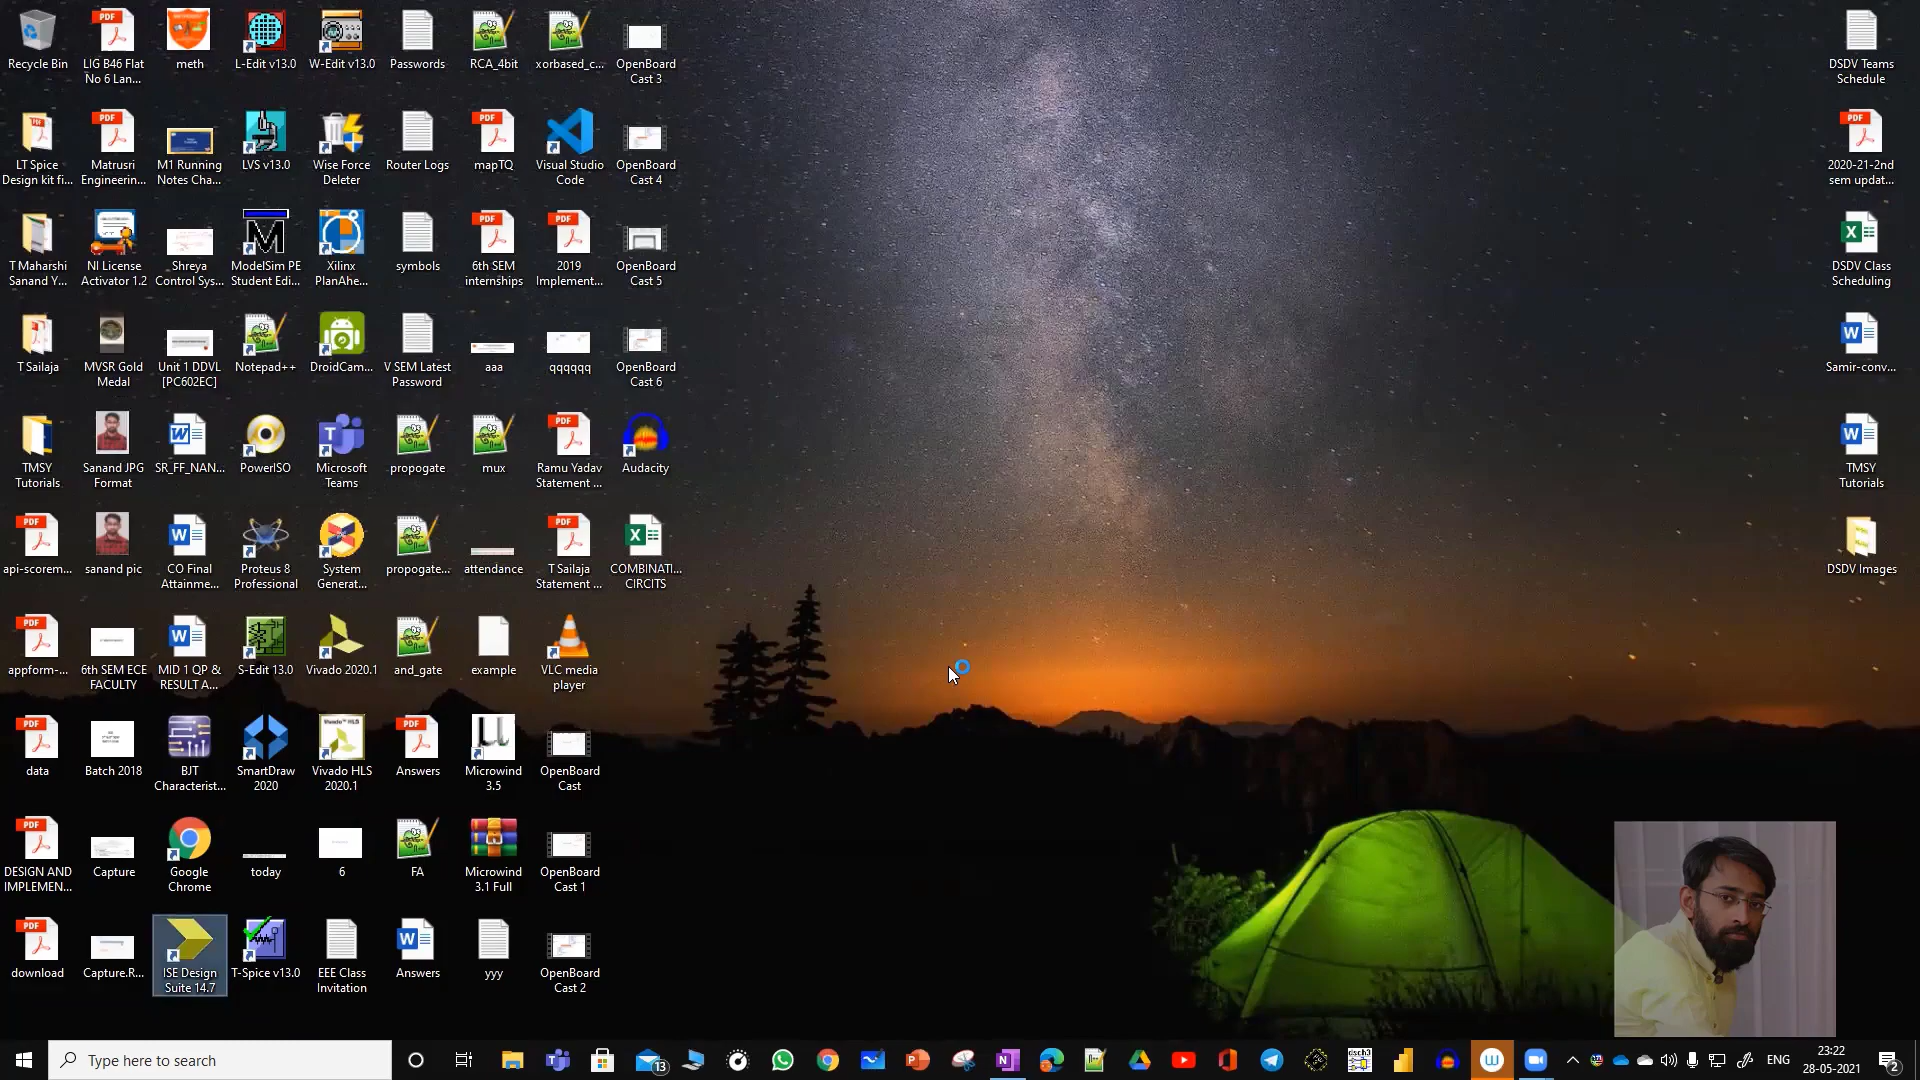 Recycle Bin
LIG B46 Flat
No 6 Lan...
meth
L-Edit v13.0
W-Edit v13.0
Passwords
RCA_4bit
xorbased_c...
OpenBoard
Cast 3
DSDV Teams
Schedule
LT Spice
Design kit fi...
Matrusri
Engineerin...
M1 Running
Notes Cha...
LVS v13.0
Wise Force
Deleter
Router Logs
mapTQ
Visual Studio
Code
OpenBoard
Cast 4
2020-21-2nd
sem updat...
T Maharshi
Sanand Y...
NI License
Activator 1.2
Shreya
Control Sys...
ModelSim PE
Student Edi...
Xilinx
PlanAhe...
symbols
6th SEM
internships
2019
Implement...
OpenBoard
Cast 5
DSDV Class
Scheduling
T Sailaja
MVSR Gold
Medal
Unit 1 DDVL
[PC602EC]
Notepad++
DroidCam...
V SEM Latest
Password
aaa
qqqqqq
OpenBoard
Cast 6
Samir-conv...
TMSY
Tutorials
Sanand JPG
Format
SR_FF_NAN...
PowerISO
Microsoft
Teams
propogate
mux
Ramu Yadav
Statement ...
Audacity
TMSY
Tutorials
api-scorem...
sanand pic
CO Final
Attainme...
Proteus 8
Professional
System
Generat...
propogate...
attendance
T Sailaja
Statement ...
COMBINATI...
CIRCITS
DSDV Images
appform-...
6th SEM ECE
FACULTY
MID 1 QP &
RESULT A...
S-Edit 13.0
Vivado 2020.1
and_gate
example
VLC media
player
data
Batch 2018
BJT
Characterist...
SmartDraw
2020
Vivado HLS
2020.1
Answers
Microwind
3.5
OpenBoard
Cast
DESIGN AND
IMPLEMEN...
Capture
Google
Chrome
today
6
FA
Microwind
3.1 Full
OpenBoard
Cast 1
download
Capture.R...
ISE Design
Suite 14.7
T-Spice v13.0
EEE Class
Invitation
Answers
yyy
OpenBoard
Cast 2
Type here to search
13
ENG
23:22
28-05-2021
2